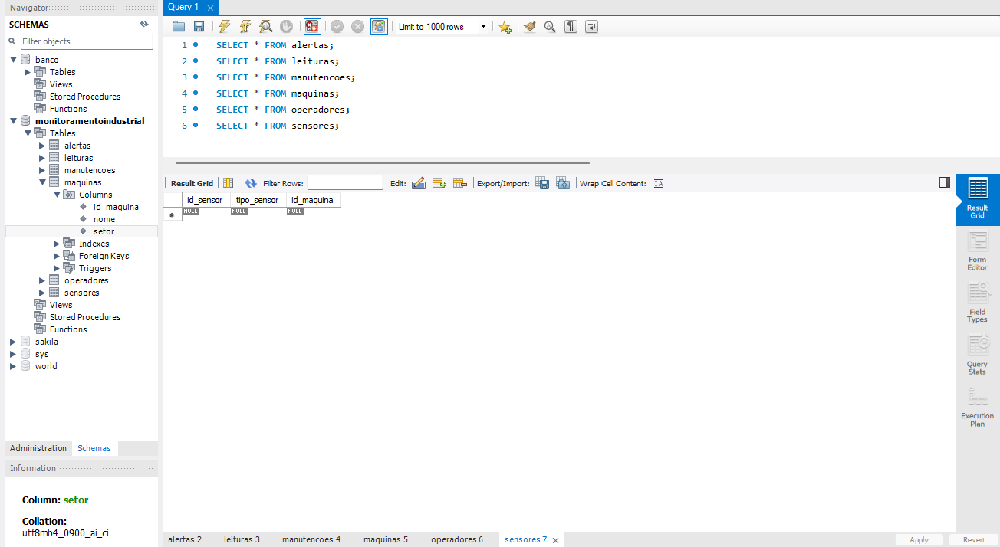 Navigator
SCHEMAS
Filter objects
banco
Tables
Views
Stored Procedures
Functions
monitoramentoindustrial
Tables
alertas
leituras
manutencoes
maquinas
Columns
id_maquina
nome
setor
Indexes
Foreign Keys
Triggers
operadores
sensores
Views
Stored Procedures
Functions
sakila
sys
world
Administration Schemas
Information
Column: setor
Collation:
utf8mb4_0900_ai_ci
Query 1
Limit to 1000 rows
1 SELECT * FROM alertas;
2 SELECT * FROM leituras;
3 SELECT * FROM manutencoes;
4 SELECT * FROM maquinas;
5 SELECT * FROM operadores;
6 SELECT * FROM sensores;
Result Grid Filter Rows: Edit: Export/Import: Wrap Cell Content:
id_sensor tipo_sensor id_maquina
NULL NULL NULL
Result
Grid
Form
Editor
Field
Types
Query
Stats
Execution
Plan
alertas 2 leituras 3 manutencoes 4 maquinas 5 operadores 6 sensores 7
Apply Revert